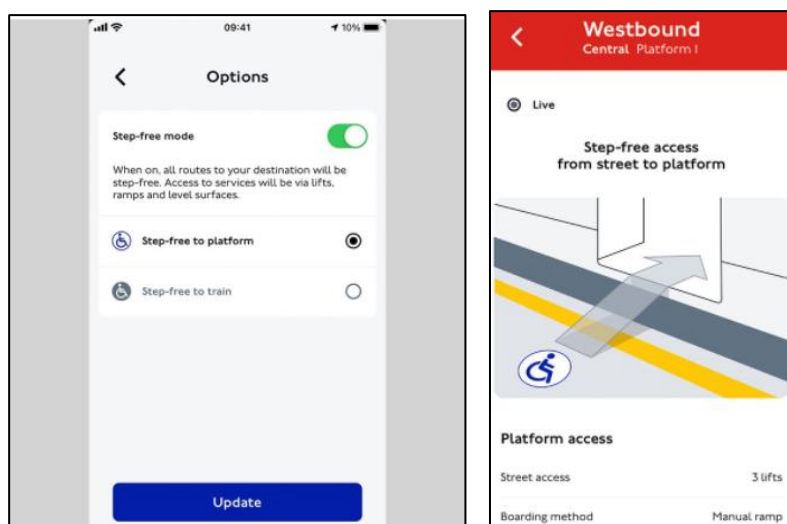 09:41
10%
Options
Step-free mode
When on, all routes to your destination will be
step-free. Access to services will be via lifts,
ramps and level surfaces.
Step-free to platform
Step-free to train
Update
Westbound
Central Platform 1
Live
Step-free access
from street to platform
Platform access
Street access 3 lifts
Boarding method Manual ramp